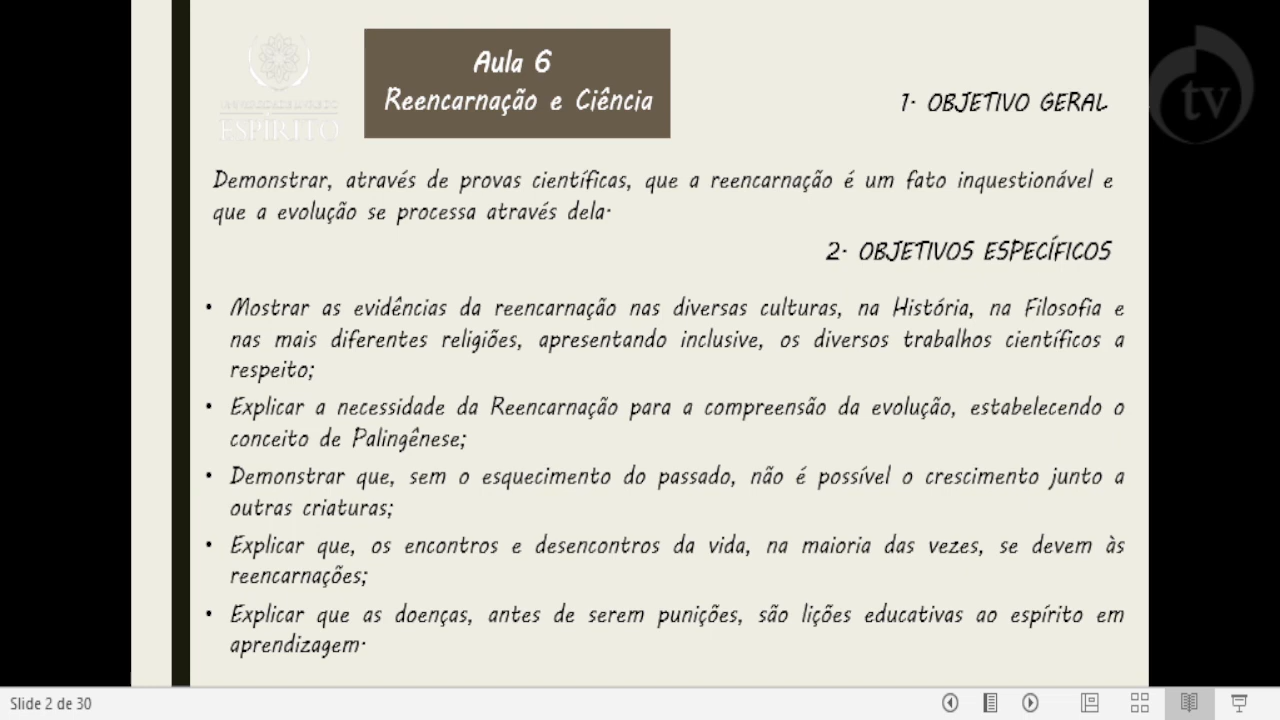 Aula 6
Reencarnação e Ciência
ESPÍRITO
tv
1. OBJETIVO GERAL
Demonstrar, através de provas científicas, que a reencarnação é um fato inquestionável e
que a evolução se processa através dela.
2. OBJETIVOS ESPECÍFICOS
• Mostrar as evidências da reencarnação nas diversas culturas, na História, na Filosofia e
nas mais diferentes religiões, apresentando inclusive, os diversos trabalhos científicos a
respeito;
• Explicar a necessidade da Reencarnação para a compreensão da evolução, estabelecendo o
conceito de Palingênese;
• Demonstrar que, sem o esquecimento do passado, não é possível o crescimento junto a
outras criaturas;
• Explicar que, os encontros e desencontros da vida, na maioria das vezes, se devem às
reencarnações;
• Explicar que as doenças, antes de serem punições, são lições educativas ao espírito em
aprendizagem.
Slide 2 de 30